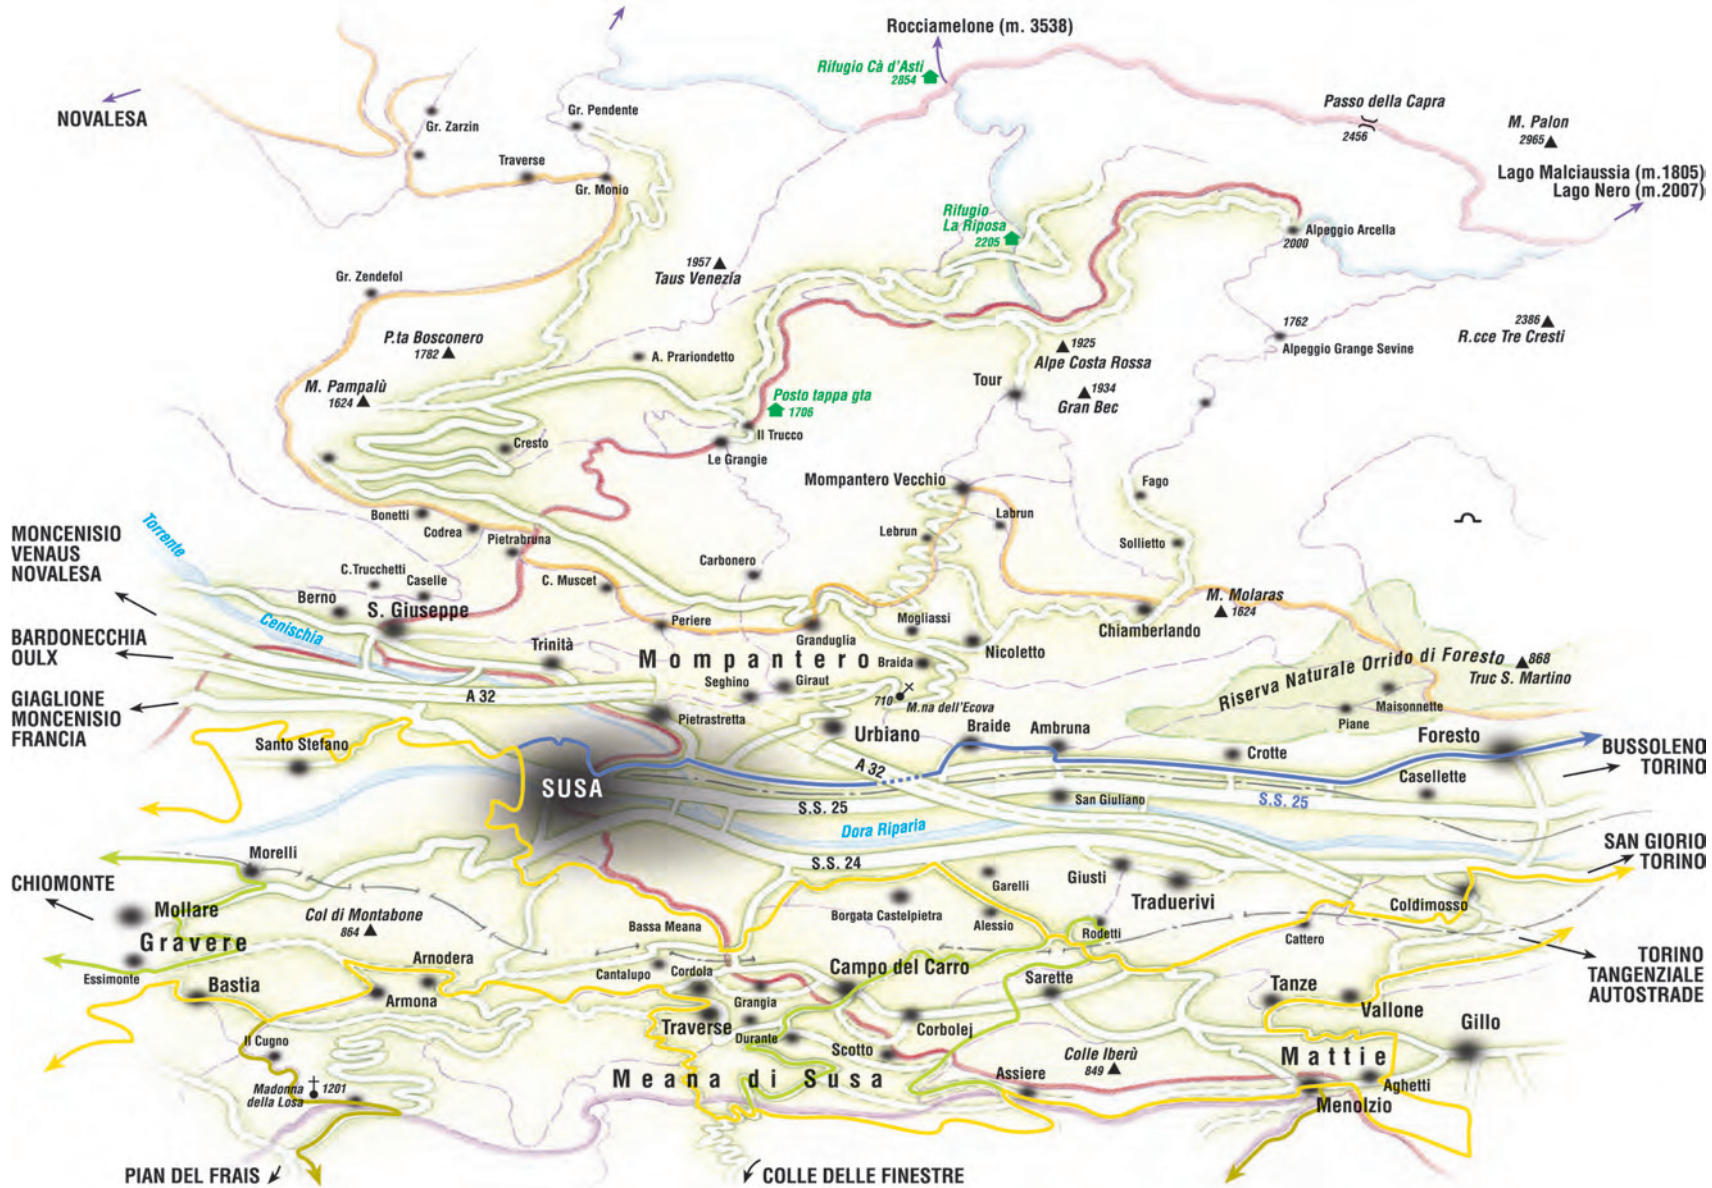 Rocciamelone (m. 3538)
Rifugio Cà d'Asti
2854
NOVALESA
Gr. Zarzin
Gr. Pendente
Passo della Capra
2456
M. Palon
2965
Traverse
Gr. Monio
Lago Malciaussia (m.1805)
Lago Nero (m.2007)
Rifugio
La Riposa
2205
Alpeggio Arcella
2000
1957
Taus Venezia
Gr. Zendefol
P.ta Bosconero
1782
1762
Alpeggio Grange Sevine
2386
R.cce Tre Cresti
A. Prariondetto
1925
Alpe Costa Rossa
M. Pampalù
1624
Tour
1934
Gran Bec
Posto tappa gta
1706
Il Trucco
Le Grangie
Cresto
Mompantero Vecchio
Fago
Bonetti
Codrea
Pietrabruna
Lebrun
Labrun
Sollietto
Torrente
Cenischia
MONCENISIO
VENAUS
NOVALESA
C.Trucchetti
Caselle
Berno
S. Giuseppe
C. Muscet
Carbonero
M. Molaras
1624
Chiamberlando
Periere
Granduglia
Mogliassi
Nicoletto
BARDONECCHIA
OULX
Trinità
Mompantero
Braida
Seghino
Giraut
Riserva Naturale Orrido di Foresto
868
Truc S. Martino
A 32
710
M.na dell'Ecova
Maisonnette
Piane
GIAGLIONE
MONCENISIO
FRANCIA
Pietrastretta
Urbiano
Braide
Ambruna
Santo Stefano
Crotte
Foresto
BUSSOLENO
TORINO
A 32
Casellette
SUSA
S.S. 25
San Giuliano
S.S. 25
Dora Riparia
SAN GIORIO
TORINO
Morelli
S.S. 24
Garelli
Giusti
Traduerivi
Coldimosso
CHIOMONTE
Mollare
Col di Montabone
864
Borgata Castelpietra
Alessio
Gravere
Bassa Meana
Rodetti
Cattero
Essimonte
Arnodera
Cantalupo
Cordola
Campo del Carro
Sarette
TORINO
TANGENZIALE
AUTOSTRADE
Bastia
Armona
Grangia
Tanze
Vallone
Traverse
Corbolej
Gillo
Il Cugno
Durante
Scotto
Colle Iberù
849
Mattie
Meana di Susa
Assiere
Aghetti
Madonna
della Losa
1201
Menolzio
PIAN DEL FRAIS
COLLE DELLE FINESTRE